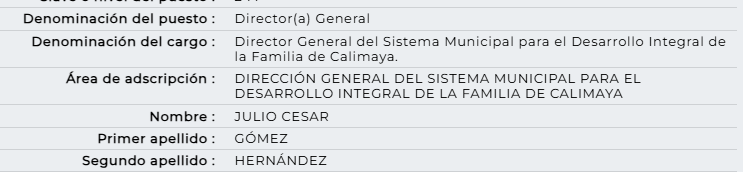 Denominación del puesto : Director(a) General
Denominación del cargo : Director General del Sistema Municipal para el Desarrollo Integral de
la Familia de Calimaya.
Área de adscripción : DIRECCIÓN GENERAL DEL SISTEMA MUNICIPAL PARA EL
DESARROLLO INTEGRAL DE LA FAMILIA DE CALIMAYA
Nombre : JULIO CESAR
Primer apellido : GÓMEZ
Segundo apellido : HERNÁNDEZ